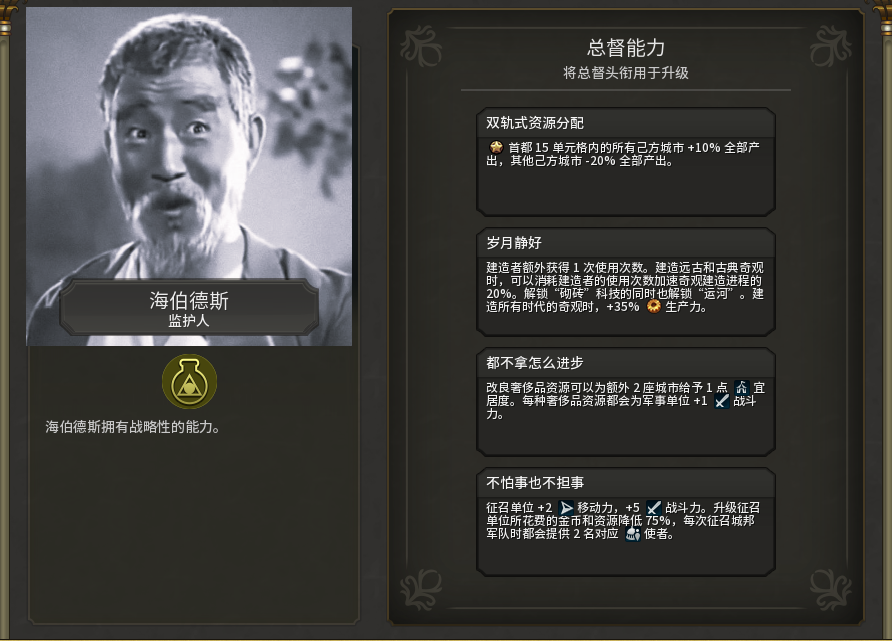 海伯德斯
监护人
海伯德斯拥有战略性的能力。
总督能力
将总督头衔用于升级
双轨式资源分配
首都 15 单元格内的所有己方城市 +10% 全部产
出，其他己方城市 -20% 全部产出。
岁月静好
建造者额外获得 1 次使用次数。建造远古和古典奇观
时，可以消耗建造者的使用次数加速奇观建造进程的
20%。解锁“砌砖”科技的同时也解锁“运河”。建
造所有时代的奇观时，+35% 生产力。
都不拿怎么进步
改良奢侈品资源可以为额外 2 座城市给予 1 点 宜
居度。每种奢侈品资源都会为军事单位 +1 战斗
力。
不怕事也不担事
征召单位 +2 移动力，+5 战斗力。升级征召
单位所花费的金币和资源降低 75%，每次征召城邦
军队时都会提供 2 名对应 使者。